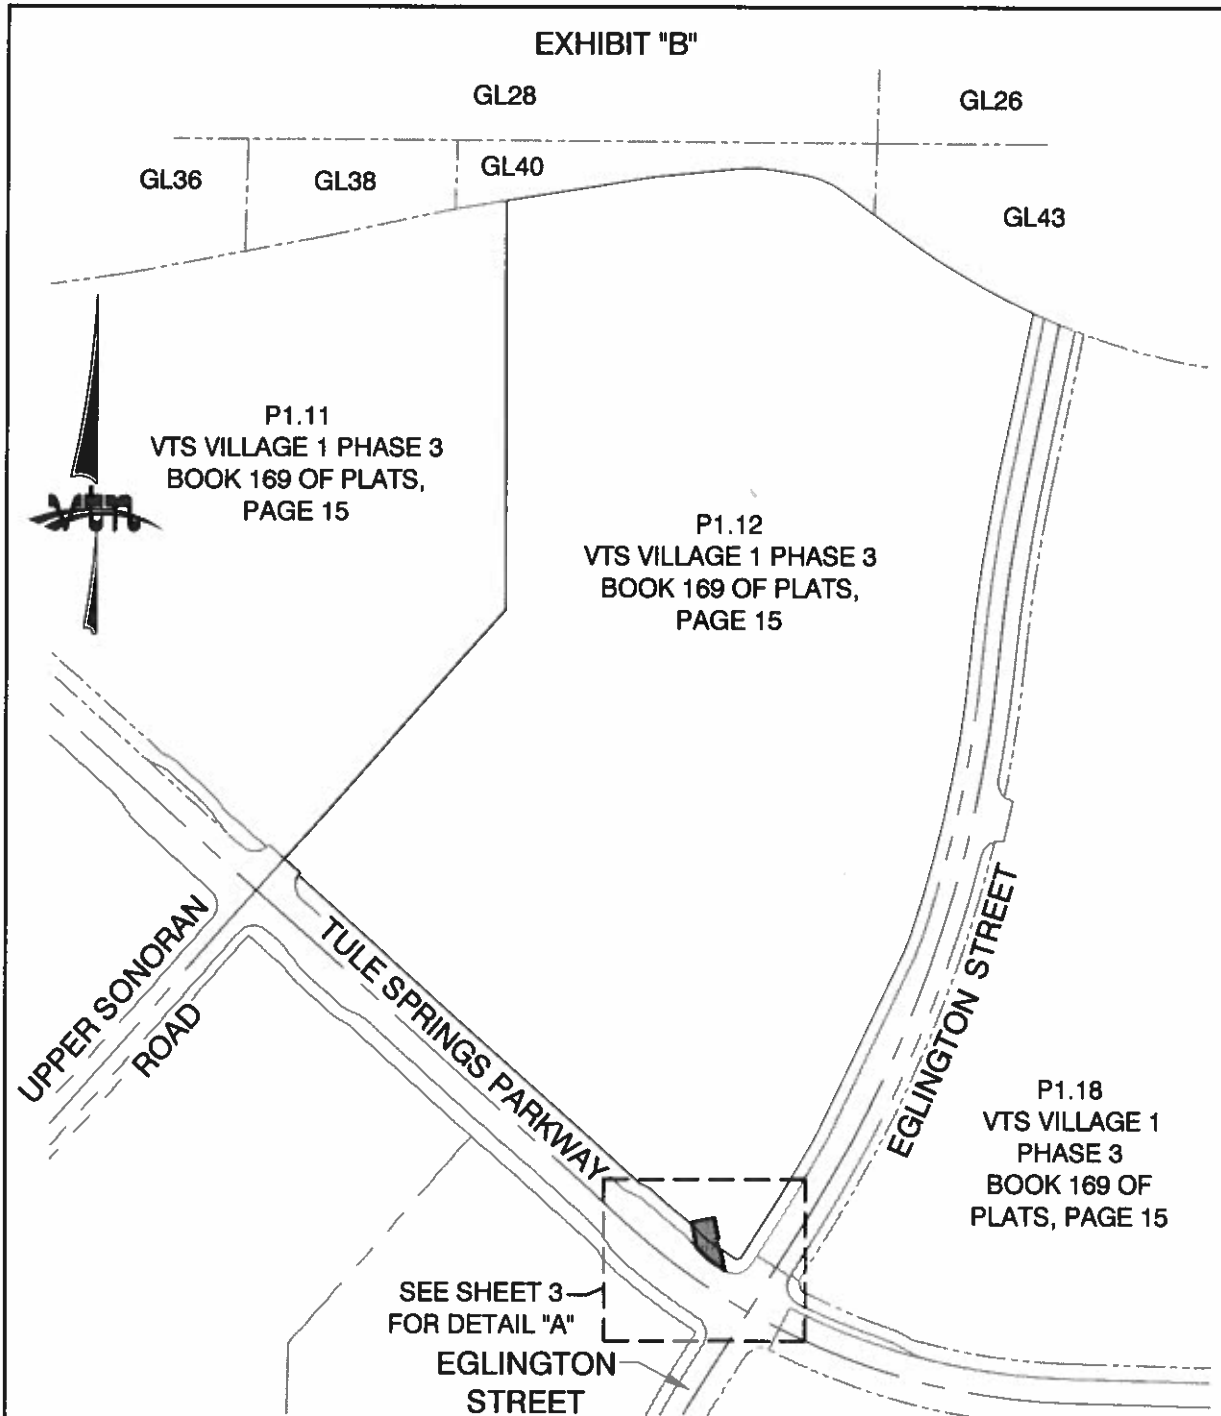 EXHIBIT "B"
GL28
GL26
GL36
GL38
GL40
GL43
P1.11
VTS VILLAGE 1 PHASE 3
BOOK 169 OF PLATS,
PAGE 15
VTN
P1.12
VTS VILLAGE 1 PHASE 3
BOOK 169 OF PLATS,
PAGE 15
UPPER SONORAN
ROAD
TULE SPRINGS PARKWAY
EGLINGTON STREET
P1.18
VTS VILLAGE 1
PHASE 3
BOOK 169 OF
PLATS, PAGE 15
SEE SHEET 3
FOR DETAIL "A"
EGLINGTON
STREET